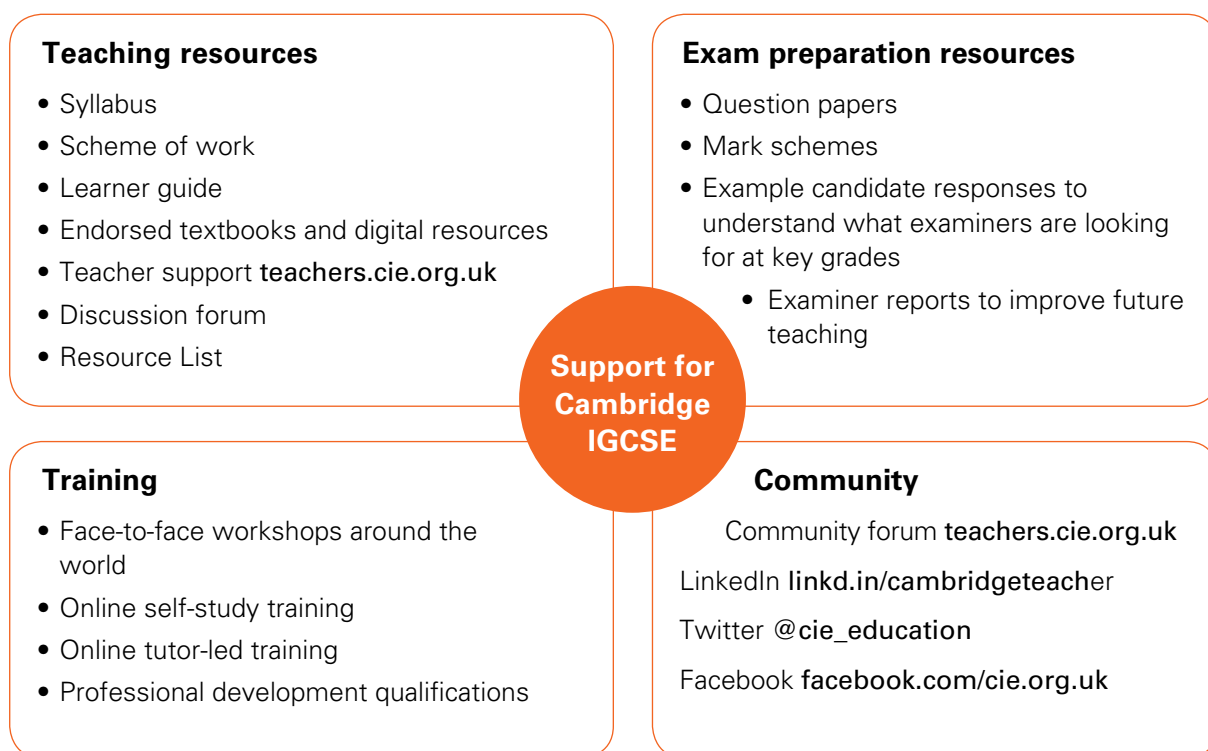 Teaching resources
• Syllabus
• Scheme of work
• Learner guide
• Endorsed textbooks and digital resources
• Teacher support teachers.cie.org.uk
• Discussion forum
• Resource List
Exam preparation resources
• Question papers
• Mark schemes
• Example candidate responses to
understand what examiners are looking
for at key grades
• Examiner reports to improve future
teaching
Support for
Cambridge
IGCSE
Training
• Face-to-face workshops around the
world
• Online self-study training
• Online tutor-led training
• Professional development qualifications
Community
Community forum teachers.cie.org.uk
LinkedIn linkd.in/cambridgeteacher
Twitter @cie_education
Facebook facebook.com/cie.org.uk